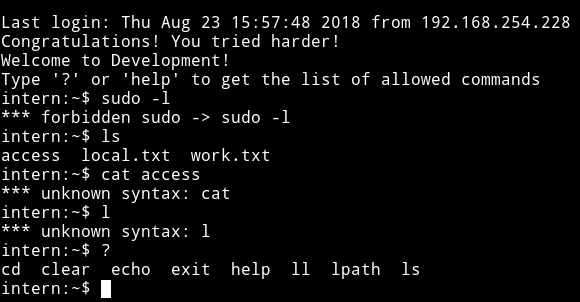 Last login: Thu Aug 23 15:57:48 2018 from 192.168.254.228
Congratulations! You tried harder!
Welcome to Development!
Type '?' or 'help' to get the list of allowed commands
intern:~$ sudo -l
*** forbidden sudo -> sudo -l
intern:~$ ls
access  local.txt  work.txt
intern:~$ cat access
*** unknown syntax: cat
intern:~$ l
*** unknown syntax: l
intern:~$ ?
cd  clear  echo  exit  help  ll  lpath  ls
intern:~$